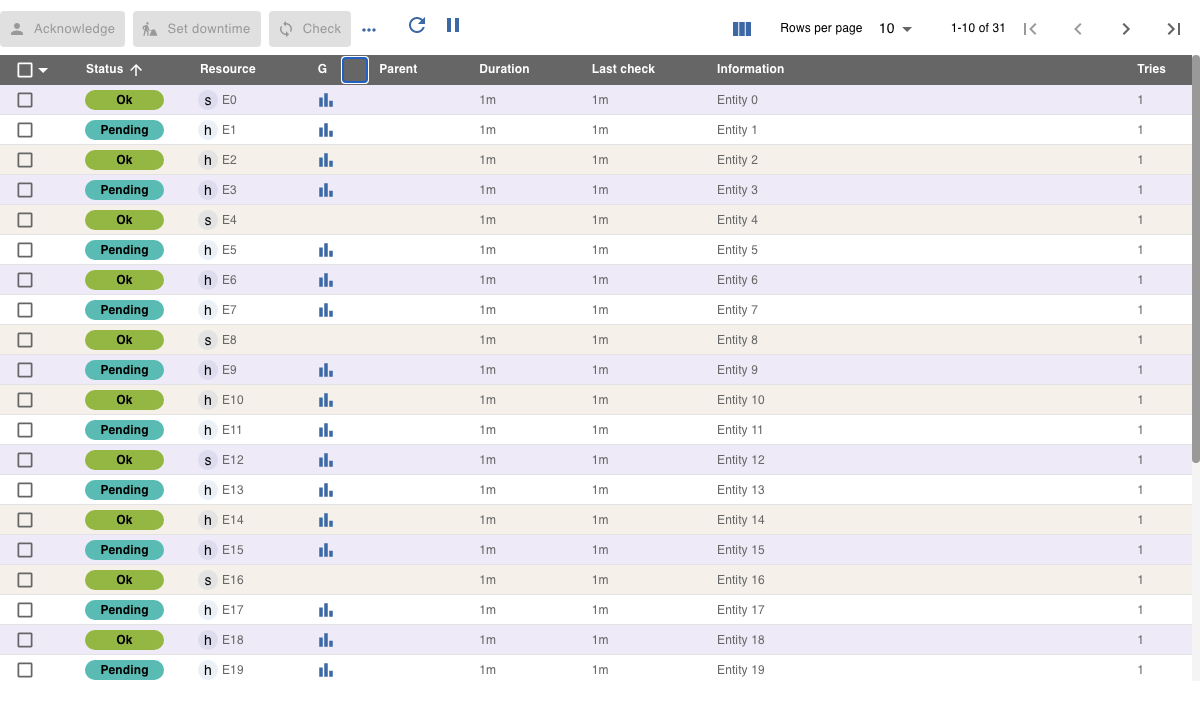 Acknowledge Set downtime Check ... Rows per page 10 1-10 of 31
Status Resource G Parent Duration Last check Information Tries
Ok s E0 1m 1m Entity 0 1
Pending h E1 1m 1m Entity 1 1
Ok h E2 1m 1m Entity 2 1
Pending h E3 1m 1m Entity 3 1
Ok s E4 1m 1m Entity 4 1
Pending h E5 1m 1m Entity 5 1
Ok h E6 1m 1m Entity 6 1
Pending h E7 1m 1m Entity 7 1
Ok s E8 1m 1m Entity 8 1
Pending h E9 1m 1m Entity 9 1
Ok h E10 1m 1m Entity 10 1
Pending h E11 1m 1m Entity 11 1
Ok s E12 1m 1m Entity 12 1
Pending h E13 1m 1m Entity 13 1
Ok h E14 1m 1m Entity 14 1
Pending h E15 1m 1m Entity 15 1
Ok s E16 1m 1m Entity 16 1
Pending h E17 1m 1m Entity 17 1
Ok h E18 1m 1m Entity 18 1
Pending h E19 1m 1m Entity 19 1